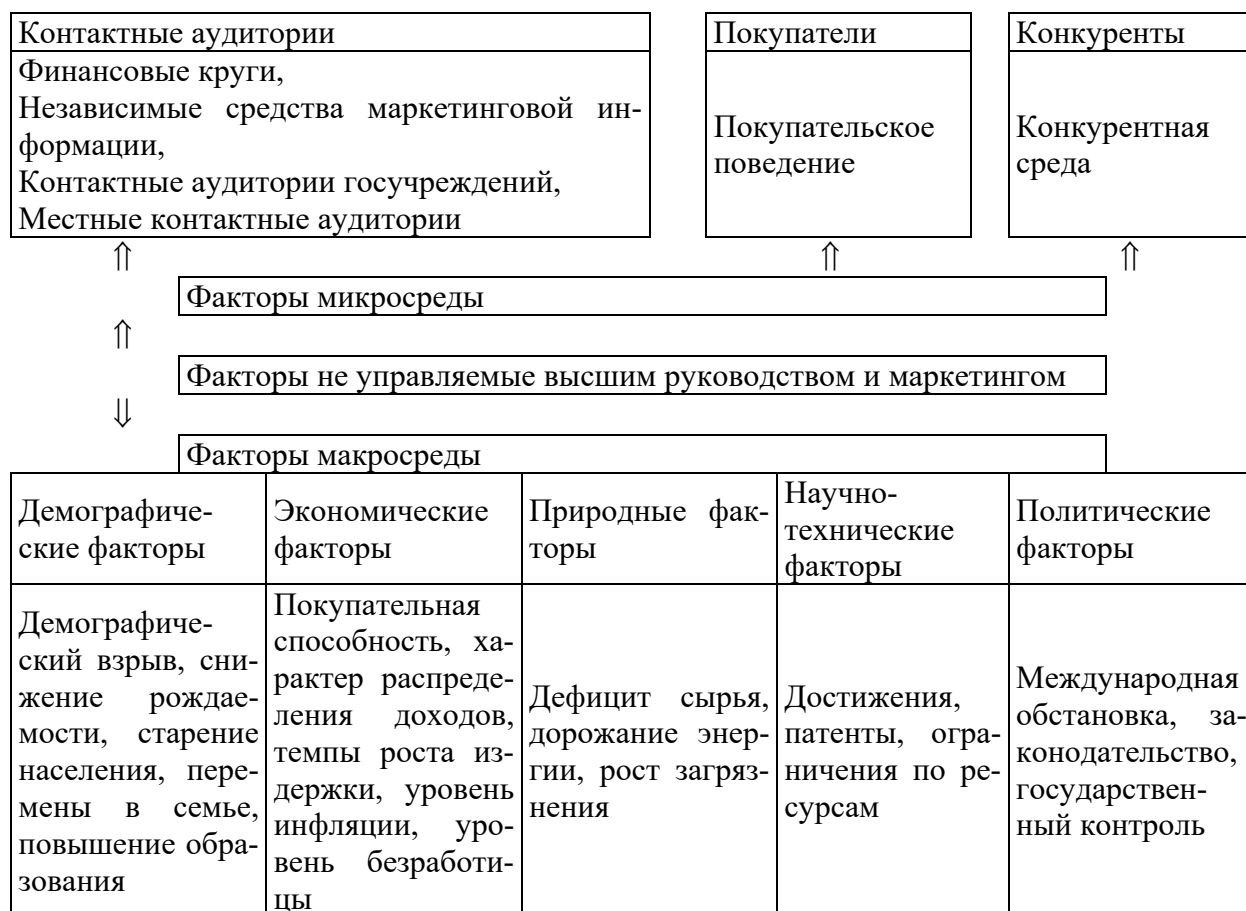 Контактные аудитории
Финансовые круги,
Независимые средства маркетинговой ин-
формации,
Контактные аудитории госучреждений,
Местные контактные аудитории
Покупатели
Покупательское
поведение
Конкуренты
Конкурентная
среда
⇑ ⇑ ⇑
Факторы микросреды
⇑
Факторы не управляемые высшим руководством и маркетингом
⇓
Факторы макросреды
Демографиче-
ские факторы
Экономические
факторы
Природные фак-
торы
Научно-
технические
факторы
Политические
факторы
Демографиче-
ский взрыв, сни-
жение рождае-
мости, старение
населения, пере-
мены в семье,
повышение обра-
зования
Покупательная
способность, ха-
рактер распреде-
ления доходов,
темпы роста из-
держки, уровень
инфляции, уро-
вень безработи-
цы
Дефицит сырья,
дорожание энер-
гии, рост загряз-
нения
Достижения,
патенты, огра-
ничения по ре-
сурсам
Международная
обстановка, за-
конодательство,
государствен-
ный контроль